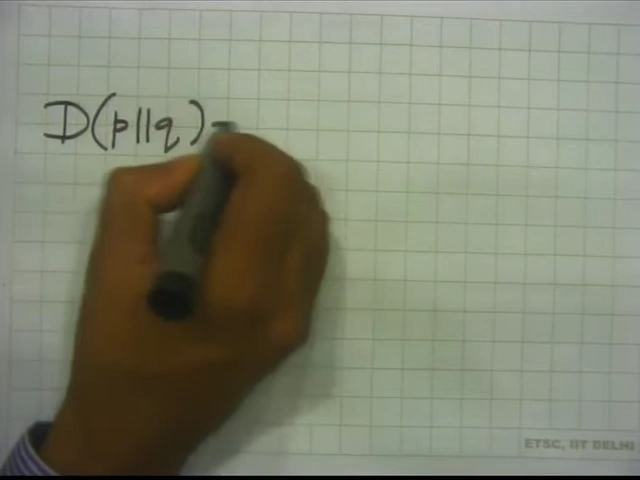 D(p||q) =
ETSC, IIT DELHI